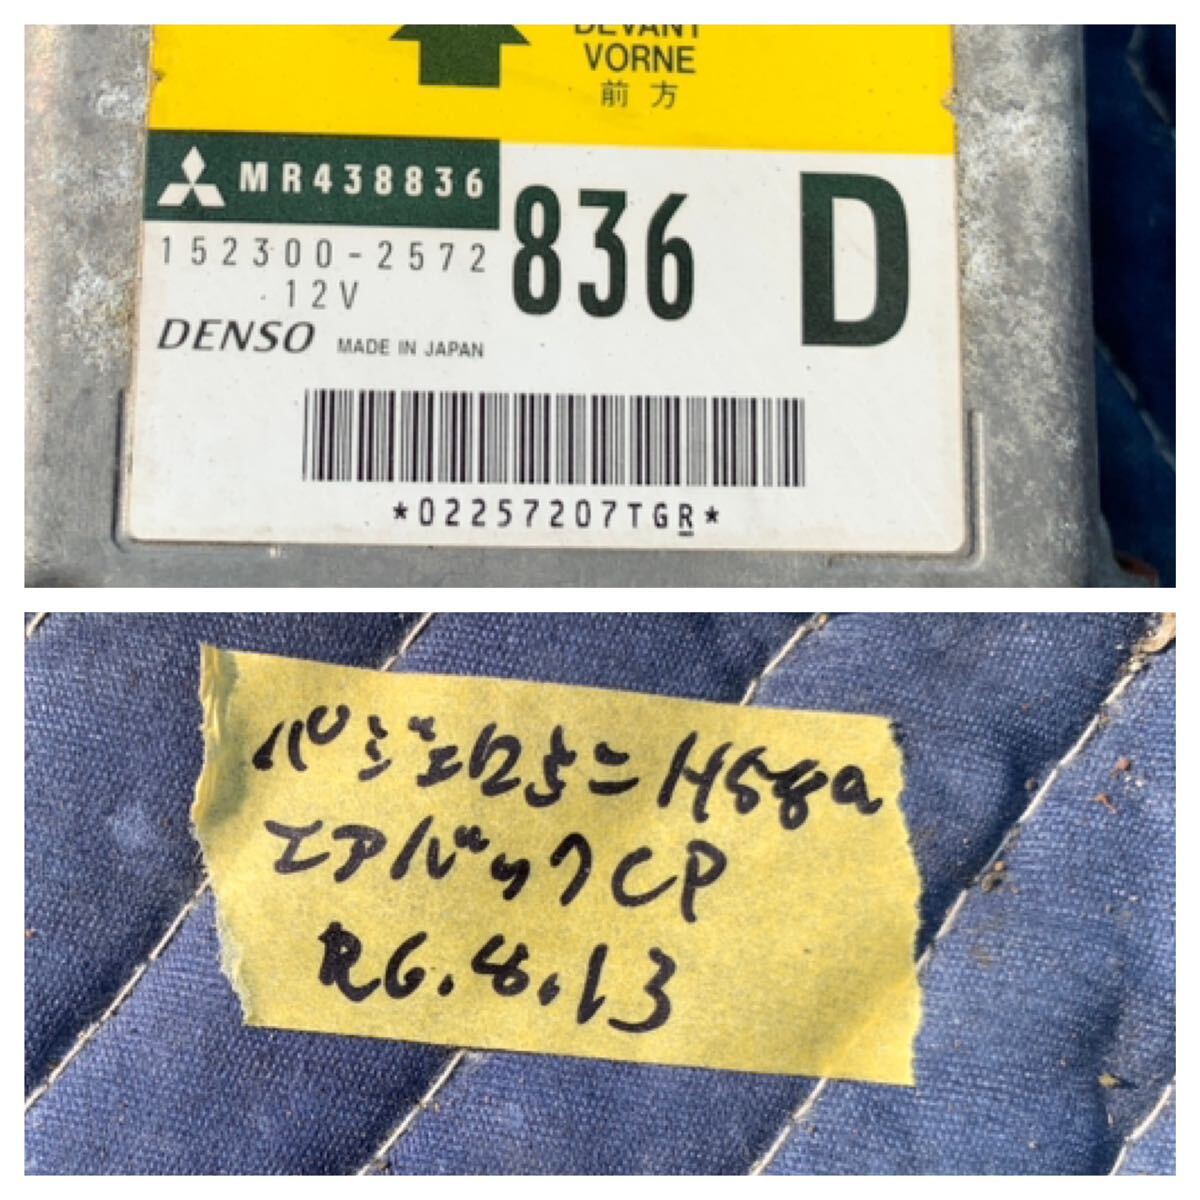 DEVANT
VORNE
前方
MR438836
152300-2572
12V
836 D
DENSO MADE IN JAPAN
*02257207TGR*
パジェロミニH58a
エアバックCP
R6.8.13